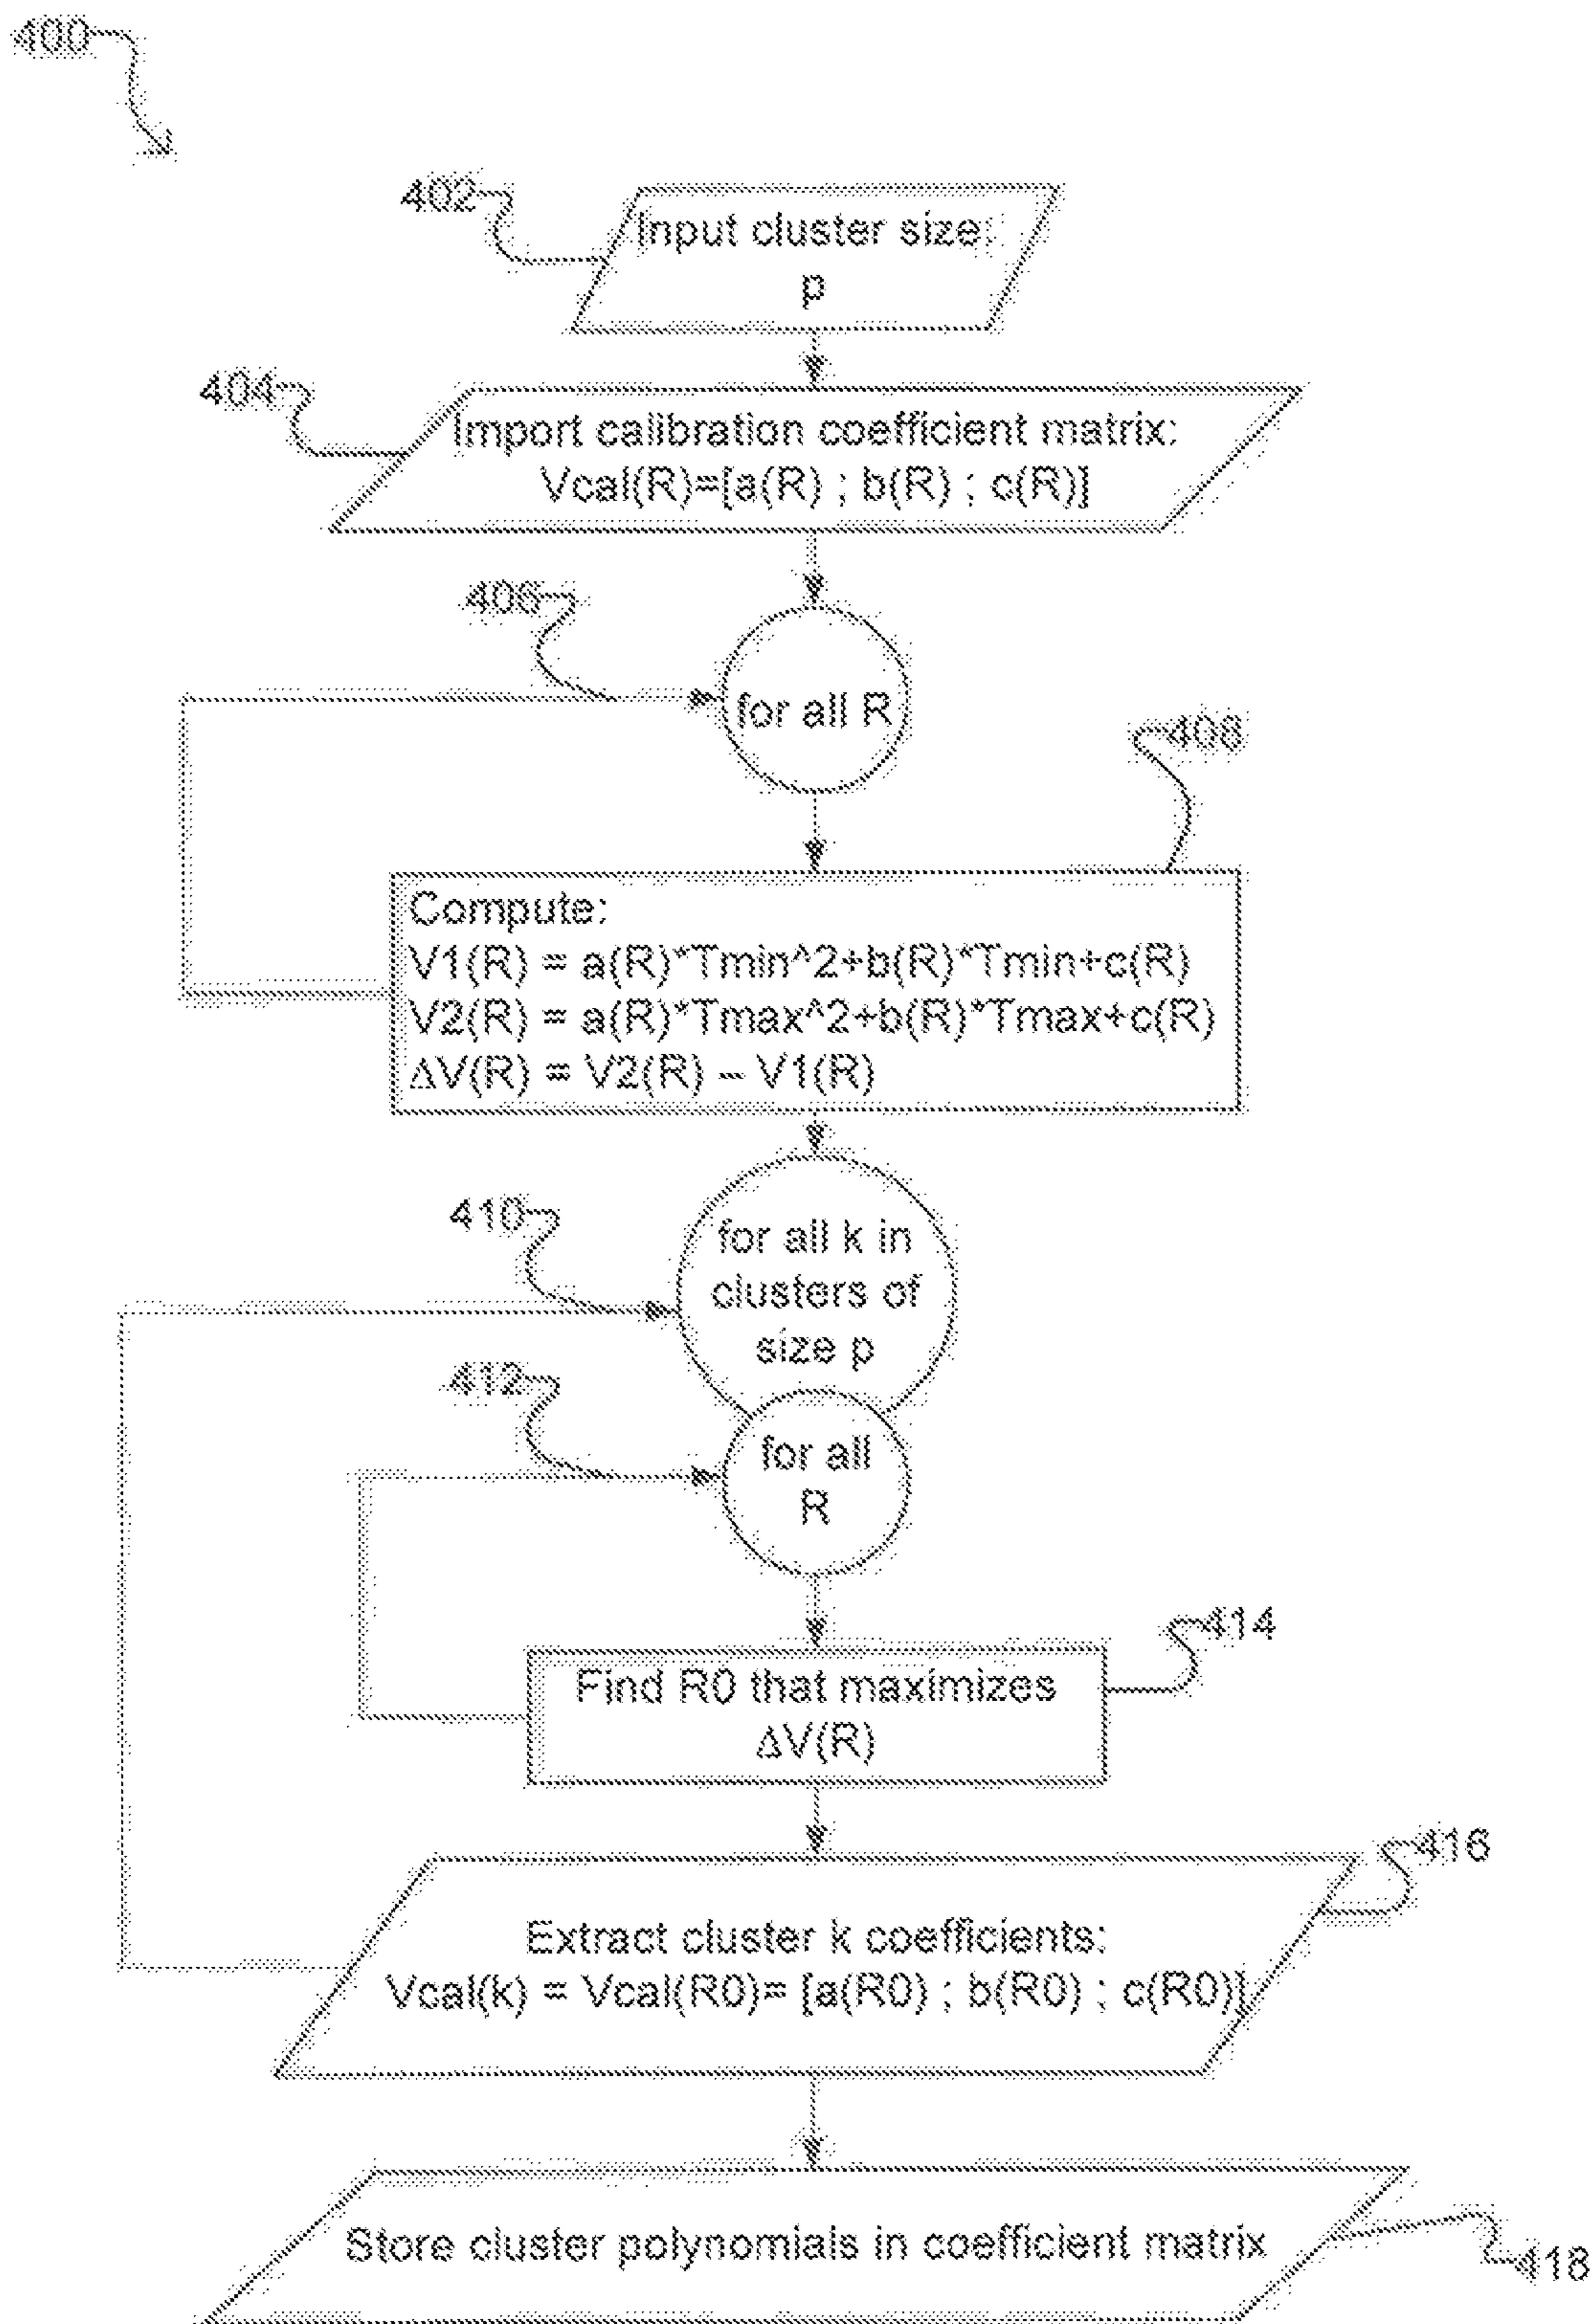 400
402
Input cluster size:
p
404
Import calibration coefficient matrix:
Vcal(R)=[a(R) ; b(R) ; c(R)]
406
for all R
408
Compute:
V1(R) = a(R)*Tmin^2+b(R)*Tmin+c(R)
V2(R) = a(R)*Tmax^2+b(R)*Tmax+c(R)
ΔV(R) = V2(R) – V1(R)
410
for all k in
clusters of
size p
412
for all
R
414
Find R0 that maximizes
ΔV(R)
416
Extract cluster k coefficients:
Vcal(k) = Vcal(R0)= [a(R0) ; b(R0) ; c(R0)]
Store cluster polynomials in coefficient matrix
418